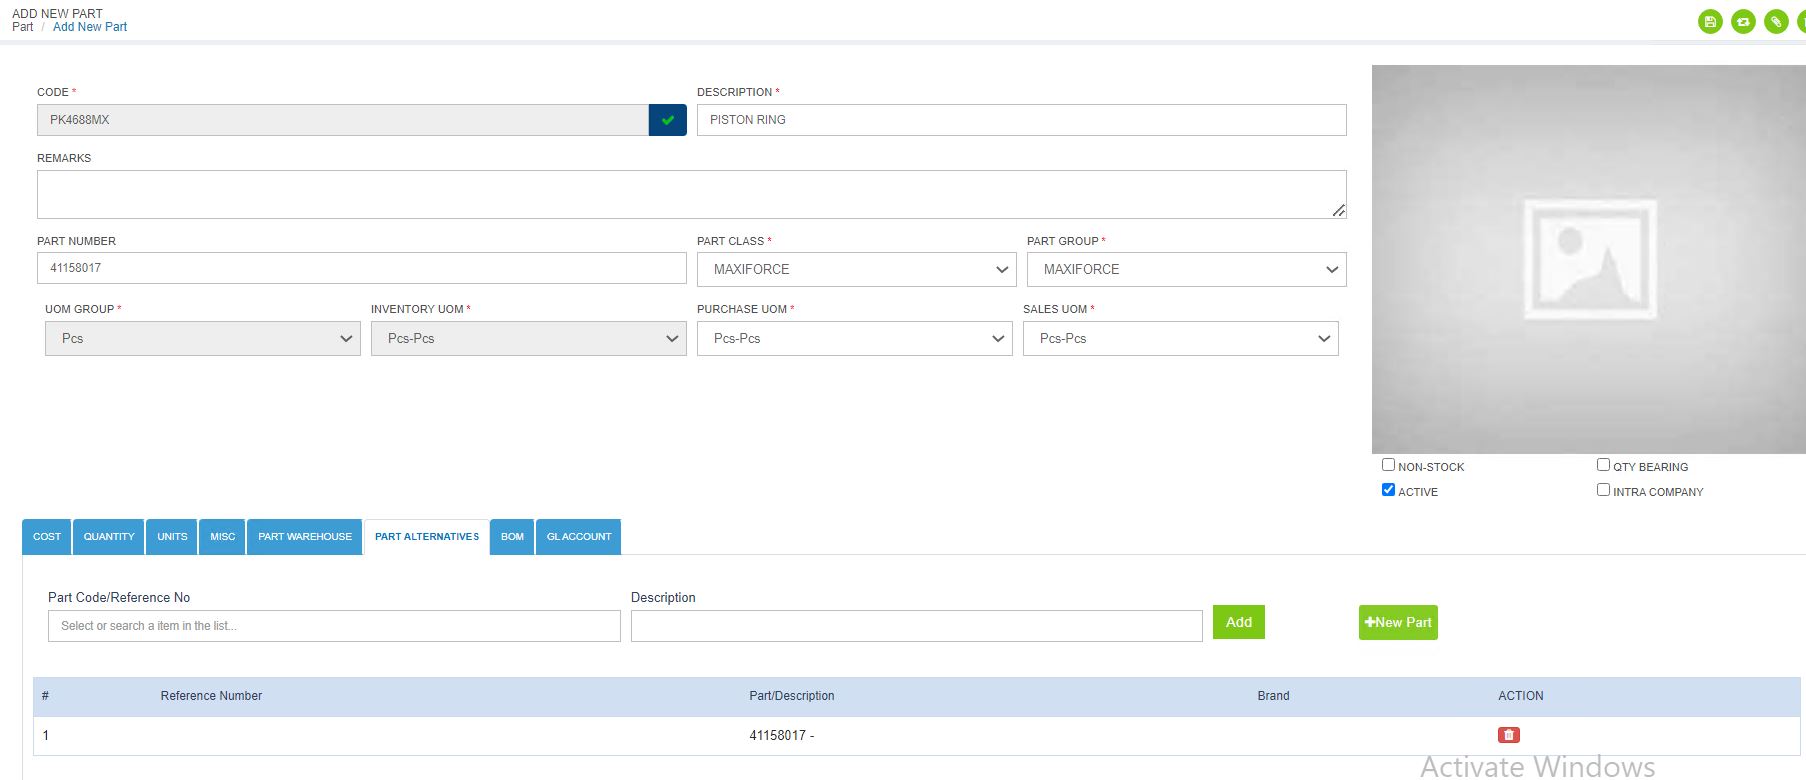 ADD NEW PART
Part / Add New Part
CODE * DESCRIPTION *
PK4688MX PISTON RING
REMARKS
PART NUMBER PART CLASS * PART GROUP *
41158017 MAXIFORCE MAXIFORCE
UOM GROUP * INVENTORY UOM * PURCHASE UOM * SALES UOM *
Pcs Pcs-Pcs Pcs-Pcs Pcs-Pcs
NON-STOCK QTY BEARING
ACTIVE INTRA COMPANY
COST QUANTITY UNITS MISC PART WAREHOUSE PART ALTERNATIVES BOM GL ACCOUNT
Part Code/Reference No Description
Select or search a item in the list... Add +New Part
# Reference Number Part/Description Brand ACTION
1 41158017 -
Activate Windows